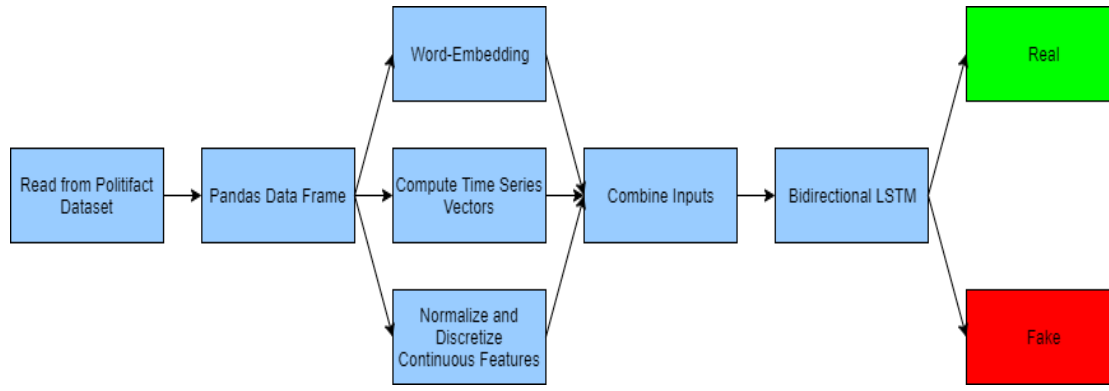 Read from Politifact
Dataset
Pandas Data Frame
Word-Embedding
Compute Time Series
Vectors
Normalize and
Discretize
Continuous Features
Combine Inputs
Bidirectional LSTM
Real
Fake